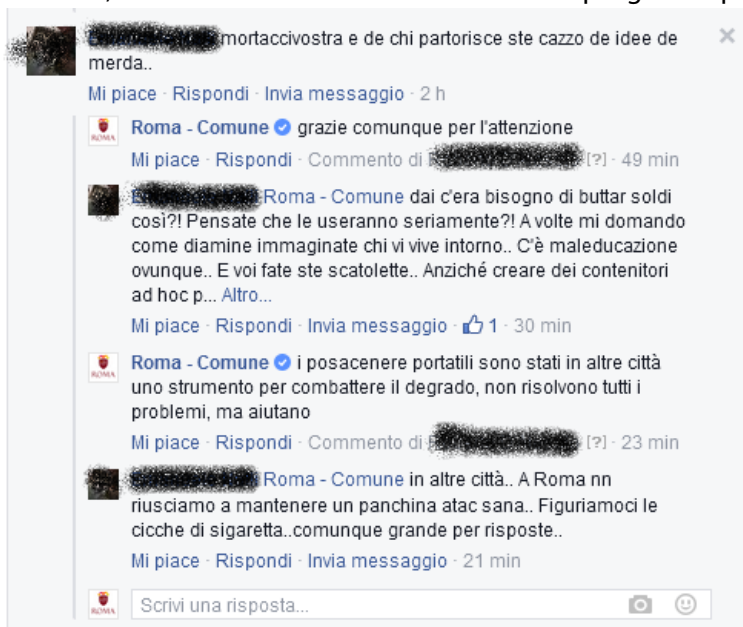 mortaccivostra e de chi partorisce ste cazzo de idee de
merda..
Mi piace · Rispondi · Invia messaggio · 2 h
ROMA
Roma - Comune grazie comunque per l'attenzione
Mi piace · Rispondi · Commento di [?] · 49 min
Roma - Comune dai c'era bisogno di buttar soldi
così?! Pensate che le useranno seriamente?! A volte mi domando
come diamine immaginate chi vi vive intorno.. C'è maleducazione
ovunque.. E voi fate ste scatolette.. Anziché creare dei contenitori
ad hoc p... Altro...
Mi piace · Rispondi · Invia messaggio · 1 · 30 min
ROMA
Roma - Comune i posacenere portatili sono stati in altre città
uno strumento per combattere il degrado, non risolvono tutti i
problemi, ma aiutano
Mi piace · Rispondi · Commento di [?] · 23 min
Roma - Comune in altre città.. A Roma nn
riusciamo a mantenere un panchina atac sana.. Figuriamoci le
cicche di sigaretta..comunque grande per risposte..
Mi piace · Rispondi · Invia messaggio · 21 min
ROMA
Scrivi una risposta...